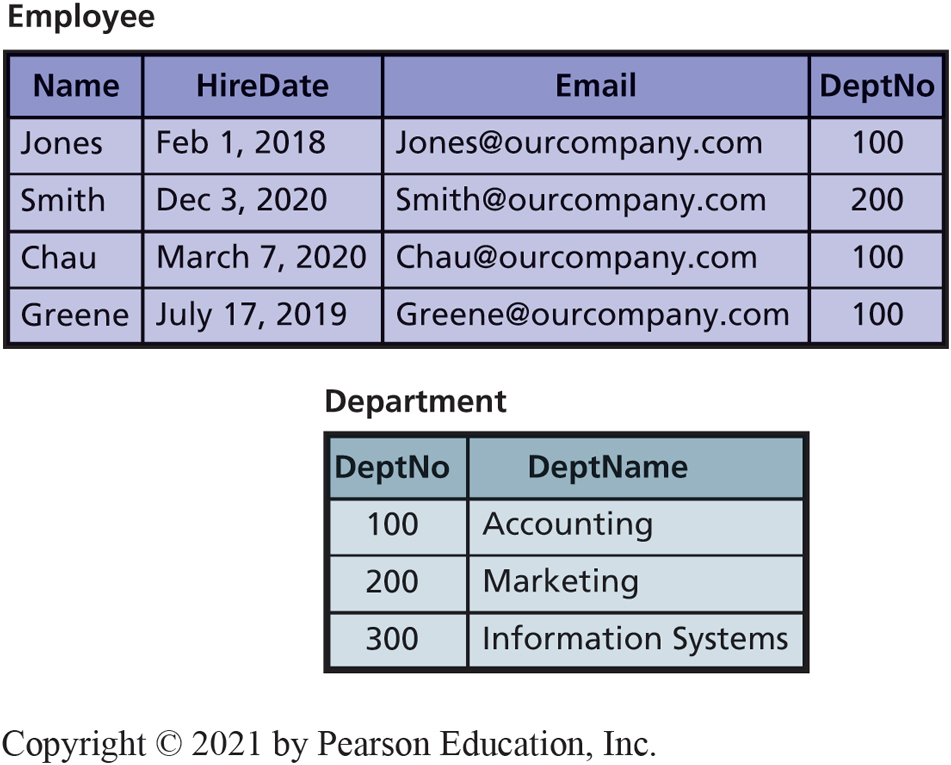 Employee
Name HireDate Email DeptNo
Jones Feb 1, 2018 Jones@ourcompany.com 100
Smith Dec 3, 2020 Smith@ourcompany.com 200
Chau March 7, 2020 Chau@ourcompany.com 100
Greene July 17, 2019 Greene@ourcompany.com 100
Department
DeptNo DeptName
100 Accounting
200 Marketing
300 Information Systems
Copyright © 2021 by Pearson Education, Inc.